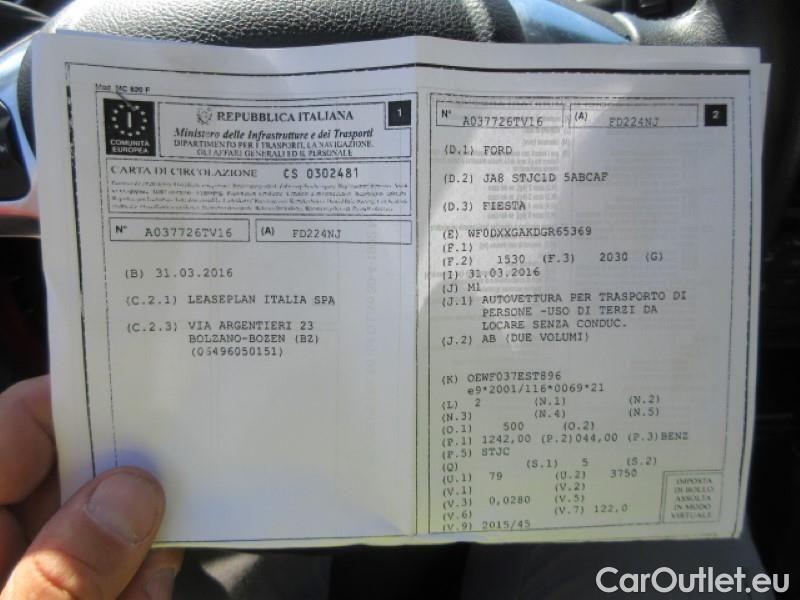 Mod. MC 820 F
REPUBBLICA ITALIANA
1
Ministero delle Infrastrutture e dei Trasporti
DIPARTIMENTO PER I TRASPORTI, LA NAVIGAZIONE,
GLI AFFARI GENERALI ED IL PERSONALE
COMUNITÀ
EUROPEA
CARTA DI CIRCOLAZIONE CS 0302481
N° A037726TV16 (A) FD224NJ
(B) 31.03.2016
(C.2.1) LEASEPLAN ITALIA SPA
(C.2.3) VIA ARGENTIERI 23
BOLZANO-BOZEN (BZ)
(06496050151)
N° A037726TV16 (A) FD224NJ 2
(D.1) FORD
(D.2) JA8 STJC1D 5ABCAF
(D.3) FIESTA
(E) WF0DXXGAKDGR65369
(F.1)
(F.2) 1530 (F.3) 2030 (G)
(I) 31.03.2016
(J) M1
(J.1) AUTOVETTURA PER TRASPORTO DI
PERSONE -USO DI TERZI DA
LOCARE SENZA CONDUC.
(J.2) AB (DUE VOLUMI)
(K) OEWF037EST896
e9*2001/116*0069*21
(L) 2 (N.1) (N.2)
(N.3) (N.4) (N.5)
(O.1) 500 (O.2)
(P.1) 1242,00 (P.2) 044,00 (P.3) BENZ
(P.5) STJC
(Q) (S.1) 5 (S.2)
(U.1) 79 (U.2) 3750
(V.1) (V.2)
(V.3) 0,0280 (V.5)
(V.6) (V.7) 122,0
(V.9) 2015/45
IMPOSTA
DI BOLLO
ASSOLTA
IN MODO
VIRTUALE
CarOutlet.eu